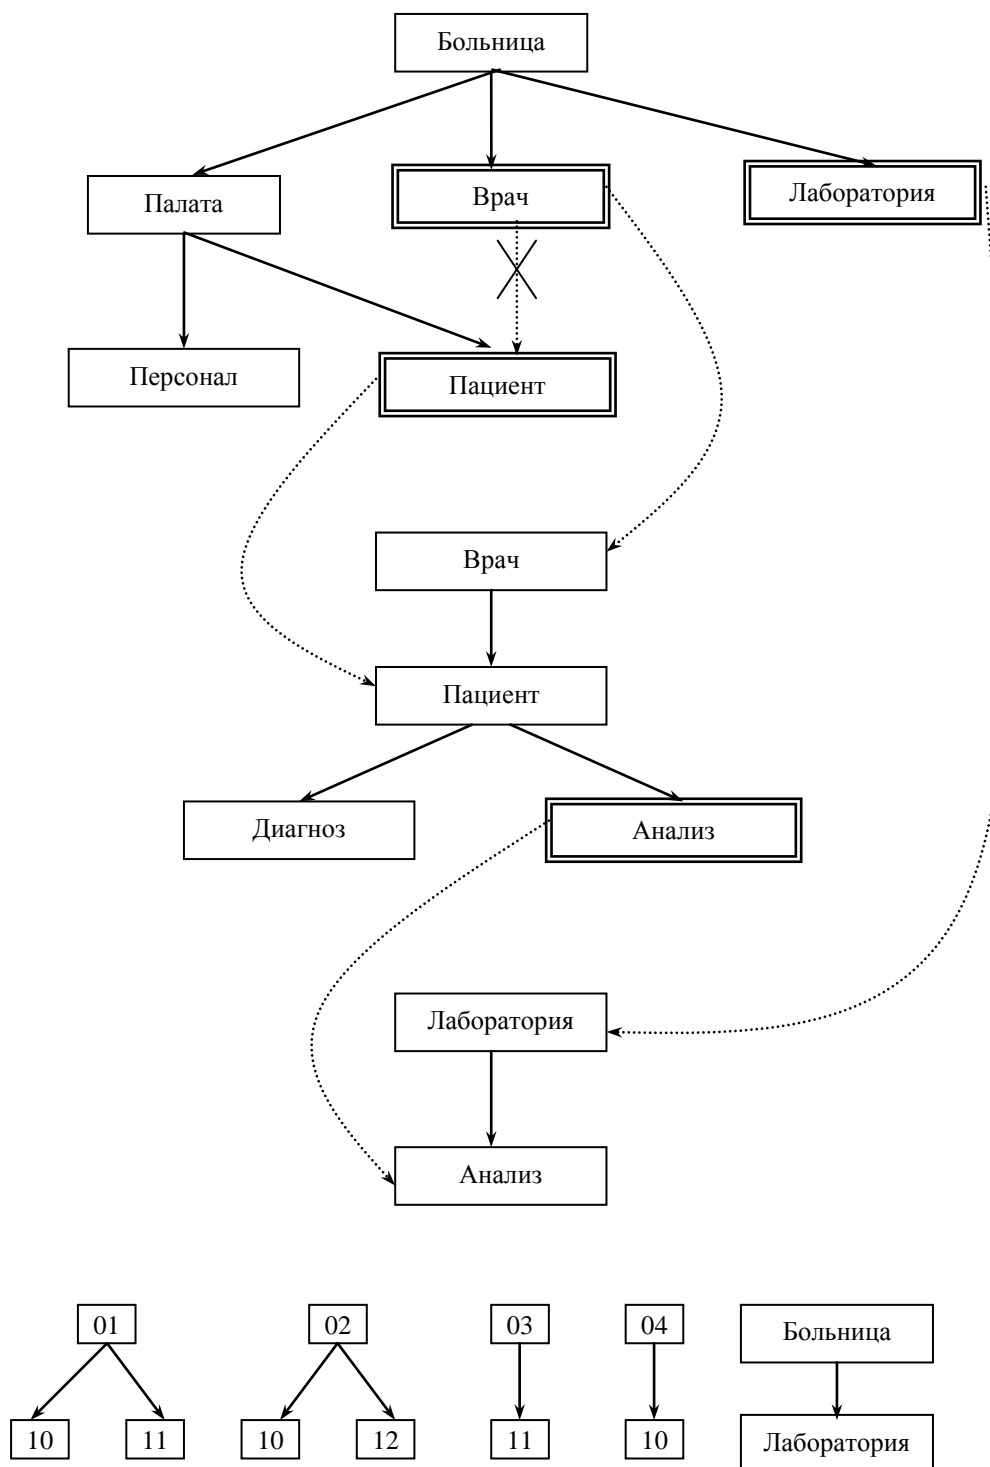 Больница
Палата
Врач
Лаборатория
Персонал
Пациент
Врач
Пациент
Диагноз
Анализ
Лаборатория
Анализ
01 02 03 04 Больница
10 11 10 12 11 10 Лаборатория